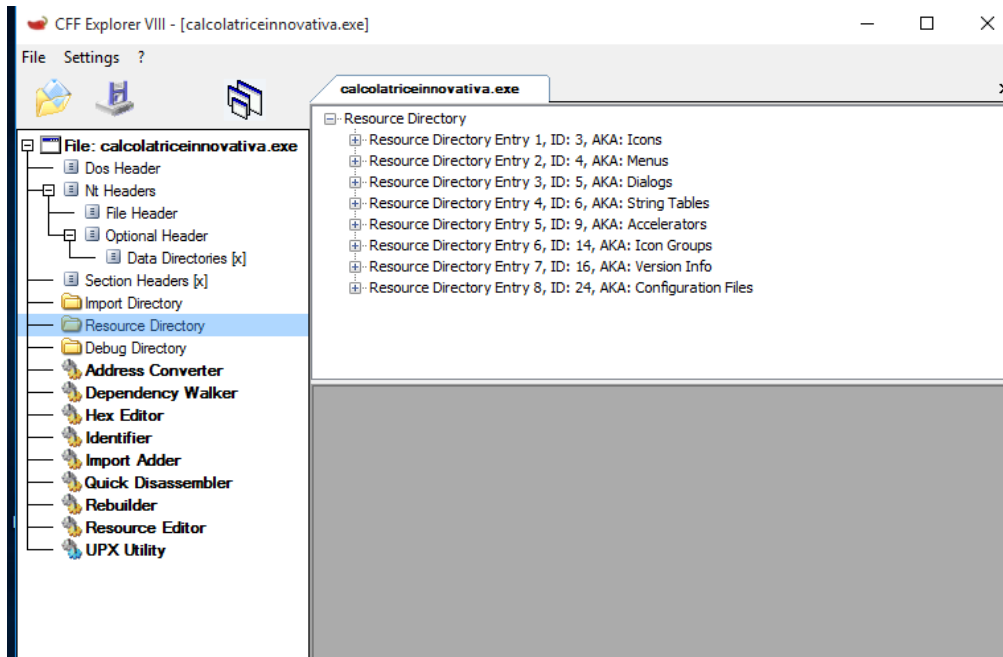 CFF Explorer VIII - [calcolatriceinnovativa.exe]
File Settings ?
calcolatriceinnovativa.exe
File: calcolatriceinnovativa.exe
Dos Header
Nt Headers
File Header
Optional Header
Data Directories [x]
Section Headers [x]
Import Directory
Resource Directory
Debug Directory
Address Converter
Dependency Walker
Hex Editor
Identifier
Import Adder
Quick Disassembler
Rebuilder
Resource Editor
UPX Utility
Resource Directory
Resource Directory Entry 1, ID: 3, AKA: Icons
Resource Directory Entry 2, ID: 4, AKA: Menus
Resource Directory Entry 3, ID: 5, AKA: Dialogs
Resource Directory Entry 4, ID: 6, AKA: String Tables
Resource Directory Entry 5, ID: 9, AKA: Accelerators
Resource Directory Entry 6, ID: 14, AKA: Icon Groups
Resource Directory Entry 7, ID: 16, AKA: Version Info
Resource Directory Entry 8, ID: 24, AKA: Configuration Files